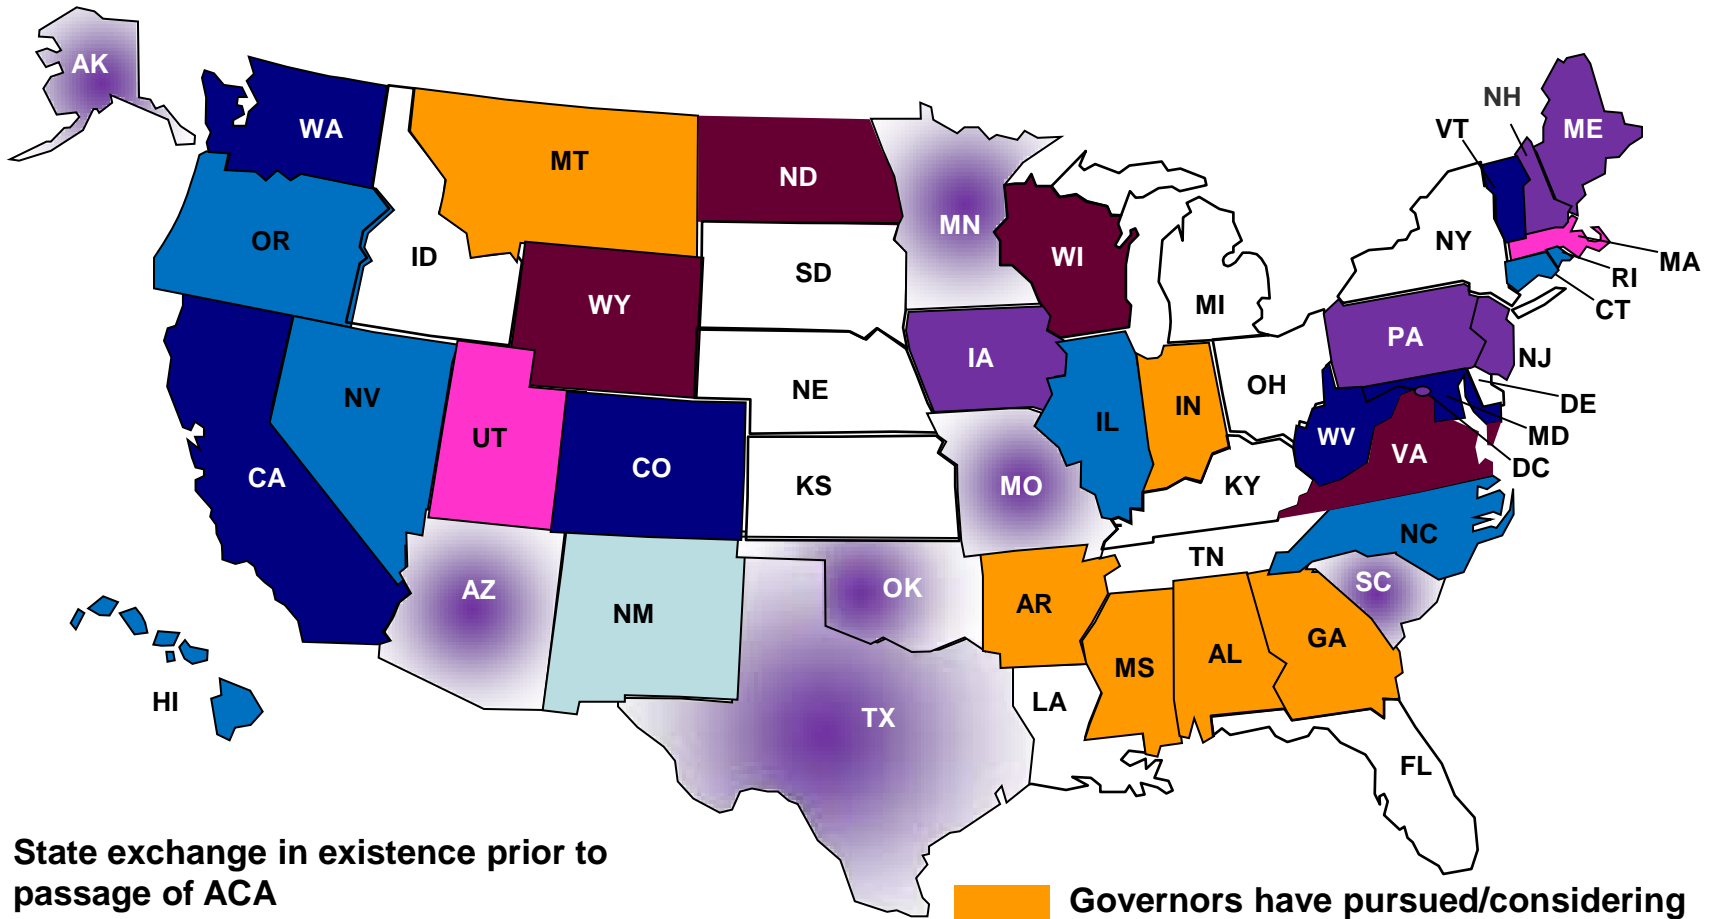 AK
NH
VT
ME
WA
MT
ND
MN
OR
ID
SD
WI
NY
MA
RI
MI
CT
WY
PA
NJ
IA
NV
NE
OH
DE
UT
IL
IN
MD
WV
CA
CO
KS
MO
KY
VA
DC
NC
TN
AZ
OK
SC
NM
AR
GA
MS
AL
HI
TX
LA
FL
State exchange in existence prior to
passage of ACA
Governors have pursued/considering